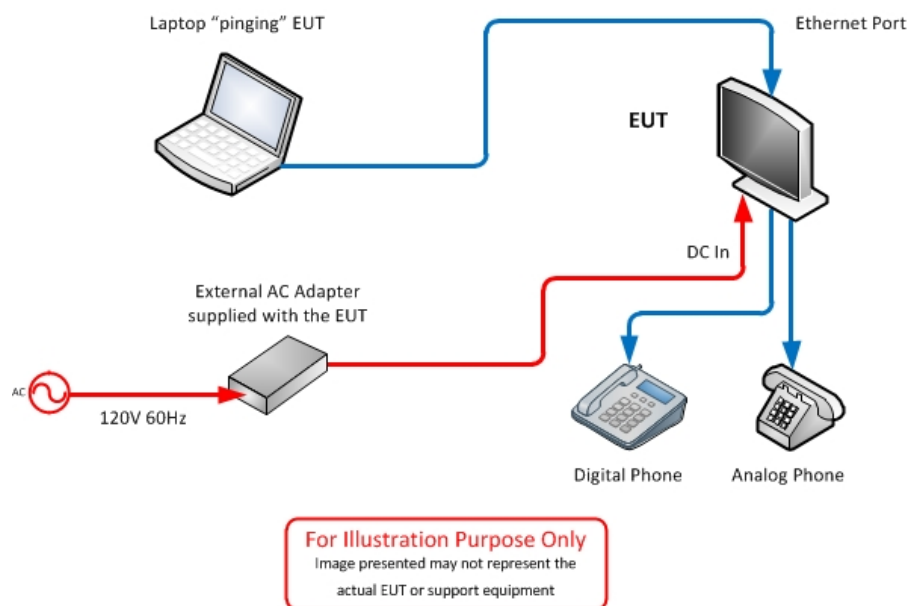 Laptop “pinging” EUT
Ethernet Port
EUT
DC In
External AC Adapter
supplied with the EUT
AC
120V 60Hz
Digital Phone
Analog Phone
For Illustration Purpose Only
Image presented may not represent the
actual EUT or support equipment